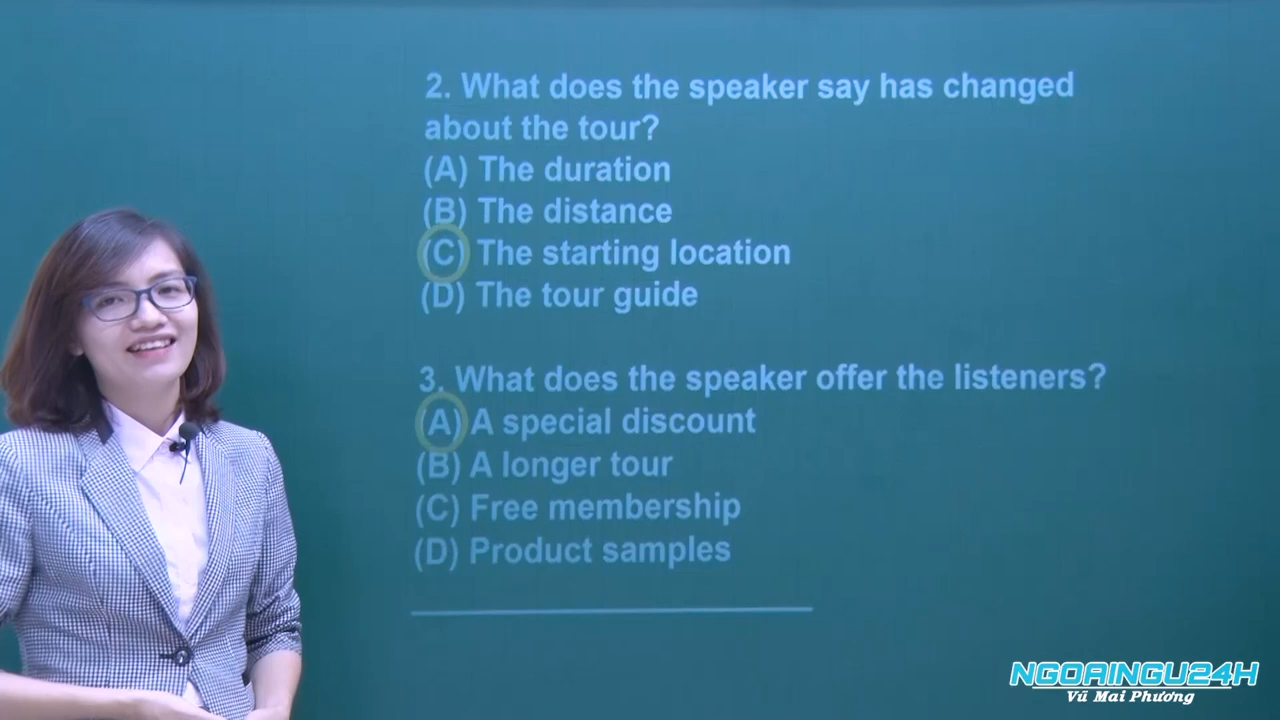 2. What does the speaker say has changed
about the tour?
(A) The duration
(B) The distance
(C) The starting location
(D) The tour guide
3. What does the speaker offer the listeners?
(A) A special discount
(B) A longer tour
(C) Free membership
(D) Product samples
NGOAINGU24H
Vũ Mai Phương